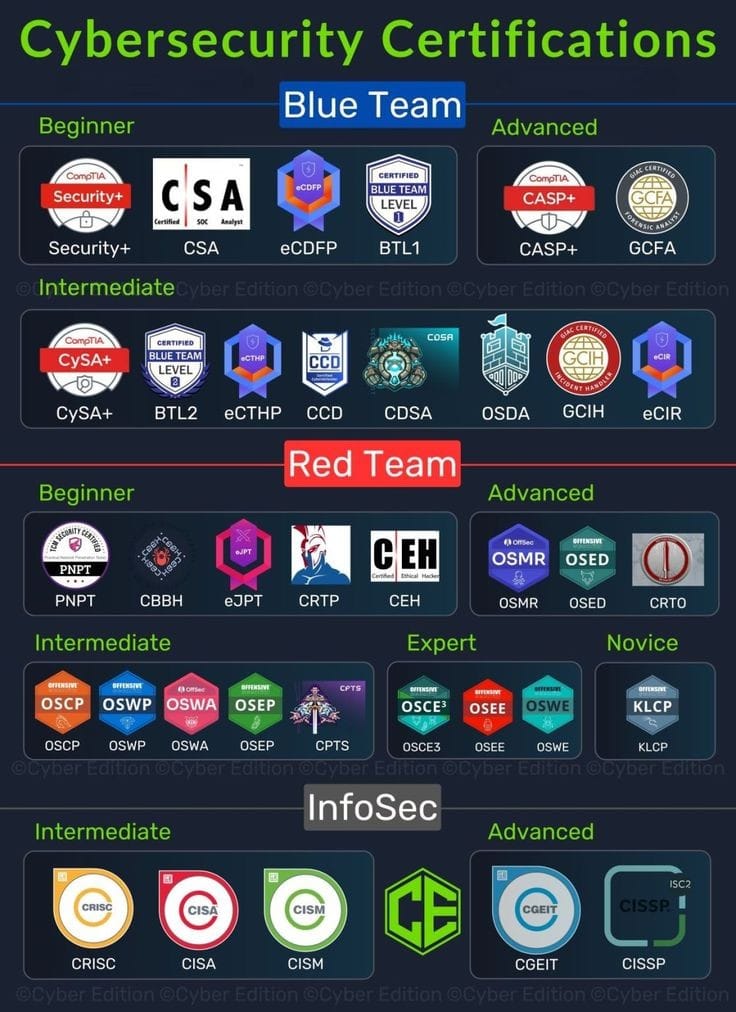 Cybersecurity Certifications
Blue Team
Beginner
CompTIA Security+
Security+
CSA
Certified SOC Analyst
CSA
eCDFP
eCDFP
CERTIFIED BLUE TEAM LEVEL 1
BTL1
Advanced
CompTIA CASP+
CASP+
GIAC CERTIFIED GCFA FORENSIC ANALYST
GCFA
©Cyber Edition ©Cyber Edition ©Cyber Edition ©Cyber Edition ©Cyber Edition
Intermediate
CompTIA CySA+
CySA+
CERTIFIED BLUE TEAM LEVEL 2
BTL2
eCTHP
eCTHP
CCD
CCD
CDSA
CDSA
OSDA
GIAC CERTIFIED GCIH INCIDENT HANDLER
GCIH
eCIR
eCIR
Red Team
Beginner
TCM SECURITY CERTIFIED
PNPT
PNPT
CBBH CBBH CBBH CBBH
CBBH
eJPT
eJPT
CRTP
CEH
Certified Ethical Hacker
CEH
Advanced
OffSec OSMR
OSMR
OFFENSIVE OSED
OSED
CRTO
Intermediate
OFFENSIVE OSCP
OSCP
OFFENSIVE OSWP
OSWP
OffSec OSWA
OSWA
OFFENSIVE OSEP
OSEP
CPTS
CPTS
Expert
OFFENSIVE OSCE³
OSCE3
OFFENSIVE OSEE
OSEE
OFFENSIVE OSWE
OSWE
Novice
OFFENSIVE KLCP
KLCP
©Cyber Edition ©Cyber Edition ©Cyber Edition ©Cyber Edition ©Cyber Edition
InfoSec
Intermediate
CRISC
CRISC
CISA
CISA
CISM
CISM
CE
Advanced
CGEIT
CGEIT
ISC2
CISSP
CISSP
©Cyber Edition ©Cyber Edition ©Cyber Edition ©Cyber Edition ©Cyber Edition